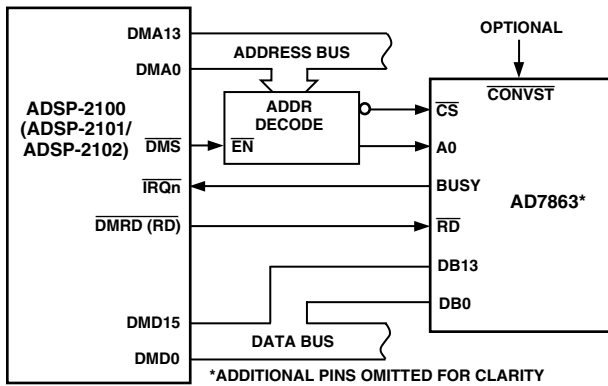 DMA13
ADDRESS BUS
DMA0
OPTIONAL
CONVST
ADSP-2100
(ADSP-2101/
ADSP-2102)
ADDR
DECODE
DMS
EN
CS
A0
IRQn
BUSY
AD7863*
DMRD (RD)
RD
DB13
DB0
DMD15
DATA BUS
DMD0
*ADDITIONAL PINS OMITTED FOR CLARITY